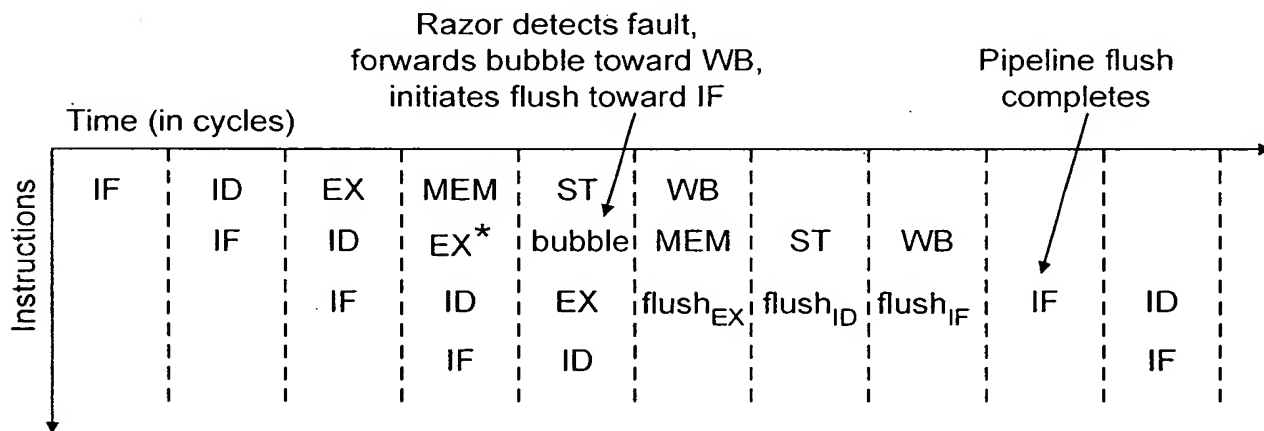 Razor detects fault,
forwards bubble toward WB,
initiates flush toward IF
Pipeline flush
completes
Time (in cycles)
Instructions
IF ID EX MEM ST WB
IF ID EX* bubble MEM ST WB
IF ID EX flushEX flushID flushIF IF ID
IF ID IF